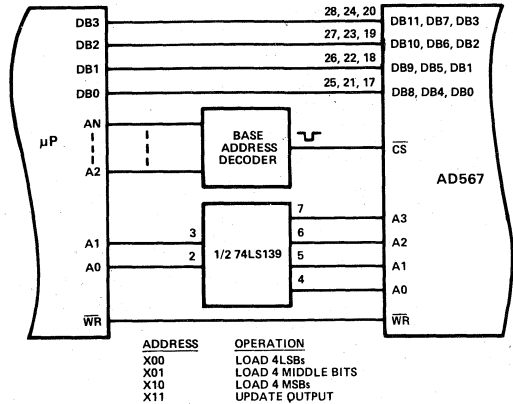 28, 24, 20
DB3
DB11, DB7, DB3
27, 23, 19
DB2
DB10, DB6, DB2
26, 22, 18
DB1
DB9, DB5, DB1
25, 21, 17
DB0
DB8, DB4, DB0
AN
µP
BASE
ADDRESS
DECODER
CS
A2
AD567
7
A3
3
6
A1
A2
2
1/2 74LS139
5
A0
A1
4
A0
WR
WR
ADDRESS OPERATION
X00 LOAD 4LSBs
X01 LOAD 4 MIDDLE BITS
X10 LOAD 4 MSBs
X11 UPDATE OUTPUT